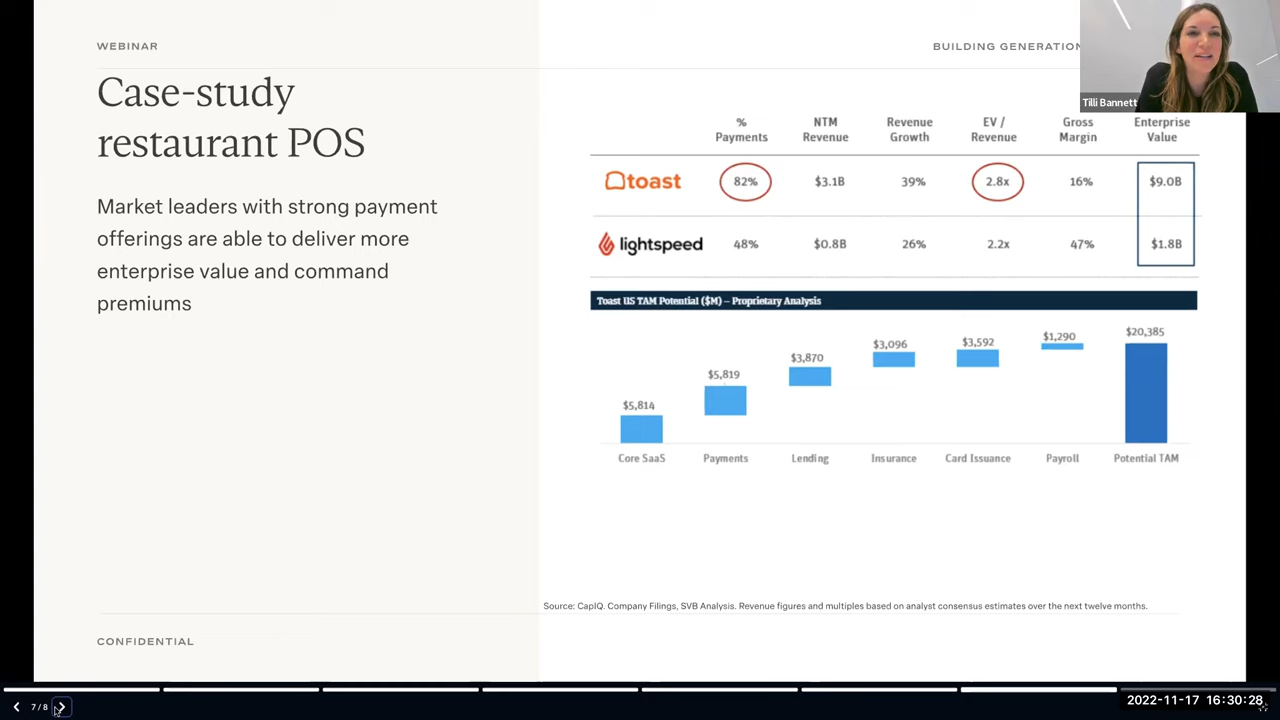 WEBINAR
BUILDING GENERATION
Tilli Bannett
Case-study
restaurant POS
Market leaders with strong payment
offerings are able to deliver more
enterprise value and command
premiums
% Payments NTM Revenue Revenue Growth EV / Revenue Gross Margin Enterprise Value
toast 82% $3.1B 39% 2.8x 16% $9.0B
lightspeed 48% $0.8B 26% 2.2x 47% $1.8B
Toast US TAM Potential ($M) – Proprietary Analysis
$5,814 $5,819 $3,870 $3,096 $3,592 $1,290 $20,385
Core SaaS Payments Lending Insurance Card Issuance Payroll Potential TAM
Source: CapIQ. Company Filings, SVB Analysis. Revenue figures and multiples based on analyst consensus estimates over the next twelve months.
CONFIDENTIAL
7 / 8
2022-11-17 16:30:28